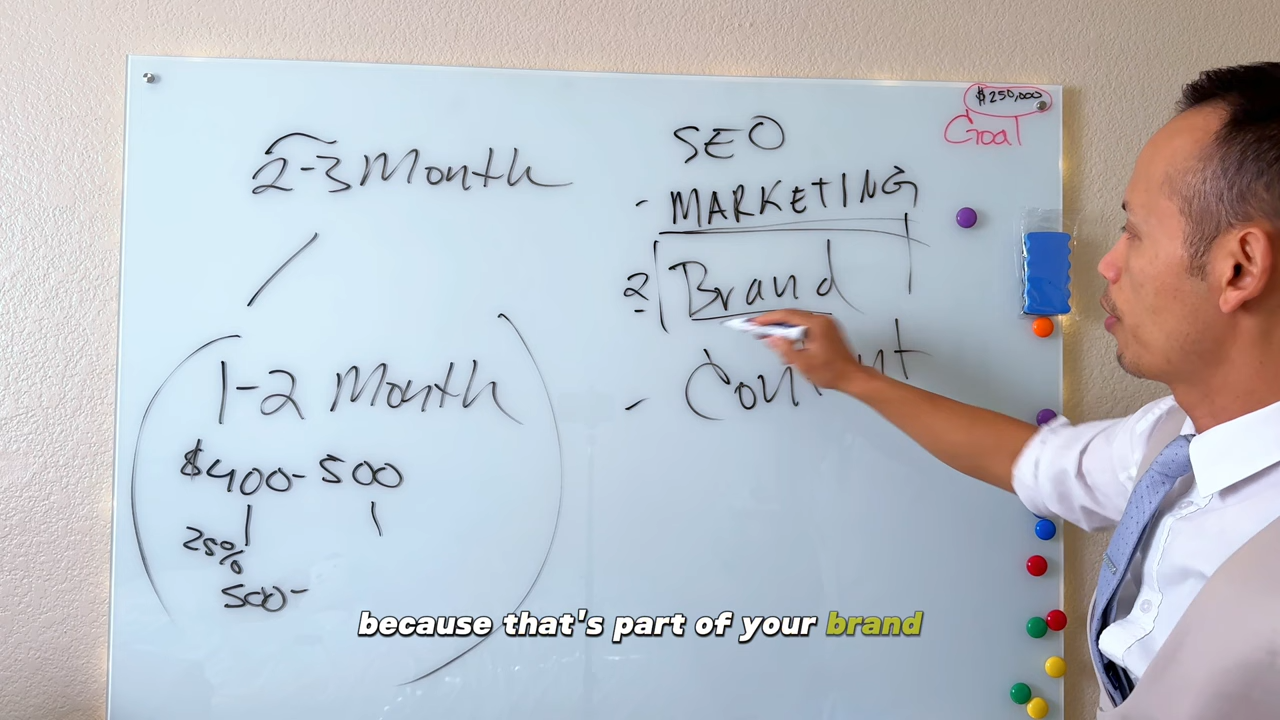 2-3 Month
1-2 Month
$400-500
25%
500-
SEO
- MARKETING
2 Brand
- Content
$250,000
Goal
because that's part of your brand